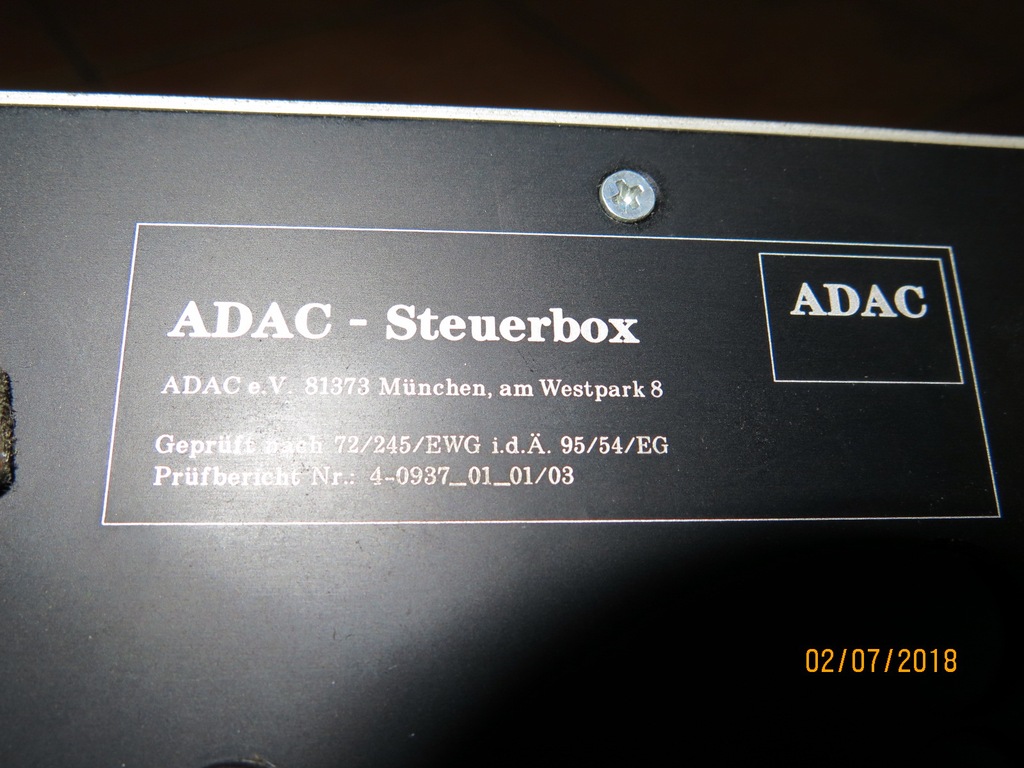 ADAC
ADAC - Steuerbox
ADAC e.V. 81373 München, am Westpark 8
Geprüft nach 72/245/EWG i.d.Ä. 95/54/EG
Prüfbericht Nr.: 4-0937_01_01/03
02/07/2018